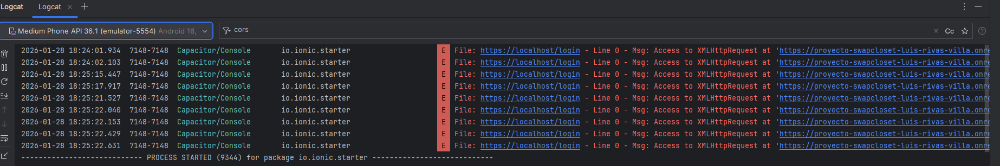 Logcat Logcat
Medium Phone API 36.1 (emulator-5554) Android 16, cors Cc
2026-01-28 18:24:01.934 7148-7148 Capacitor/Console io.ionic.starter E File: https://localhost/login - Line 0 - Msg: Access to XMLHttpRequest at 'https://proyecto-swapcloset-luis-rivas-villa.onre
2026-01-28 18:24:02.103 7148-7148 Capacitor/Console io.ionic.starter E File: https://localhost/login - Line 0 - Msg: Access to XMLHttpRequest at 'https://proyecto-swapcloset-luis-rivas-villa.onre
2026-01-28 18:25:15.447 7148-7148 Capacitor/Console io.ionic.starter E File: https://localhost/login - Line 0 - Msg: Access to XMLHttpRequest at 'https://proyecto-swapcloset-luis-rivas-villa.onre
2026-01-28 18:25:17.917 7148-7148 Capacitor/Console io.ionic.starter E File: https://localhost/login - Line 0 - Msg: Access to XMLHttpRequest at 'https://proyecto-swapcloset-luis-rivas-villa.onre
2026-01-28 18:25:21.527 7148-7148 Capacitor/Console io.ionic.starter E File: https://localhost/login - Line 0 - Msg: Access to XMLHttpRequest at 'https://proyecto-swapcloset-luis-rivas-villa.onre
2026-01-28 18:25:22.040 7148-7148 Capacitor/Console io.ionic.starter E File: https://localhost/login - Line 0 - Msg: Access to XMLHttpRequest at 'https://proyecto-swapcloset-luis-rivas-villa.onre
2026-01-28 18:25:22.153 7148-7148 Capacitor/Console io.ionic.starter E File: https://localhost/login - Line 0 - Msg: Access to XMLHttpRequest at 'https://proyecto-swapcloset-luis-rivas-villa.onre
2026-01-28 18:25:22.429 7148-7148 Capacitor/Console io.ionic.starter E File: https://localhost/login - Line 0 - Msg: Access to XMLHttpRequest at 'https://proyecto-swapcloset-luis-rivas-villa.onre
2026-01-28 18:25:22.631 7148-7148 Capacitor/Console io.ionic.starter E File: https://localhost/login - Line 0 - Msg: Access to XMLHttpRequest at 'https://proyecto-swapcloset-luis-rivas-villa.onre
---------------------------- PROCESS STARTED (9344) for package io.ionic.starter ----------------------------